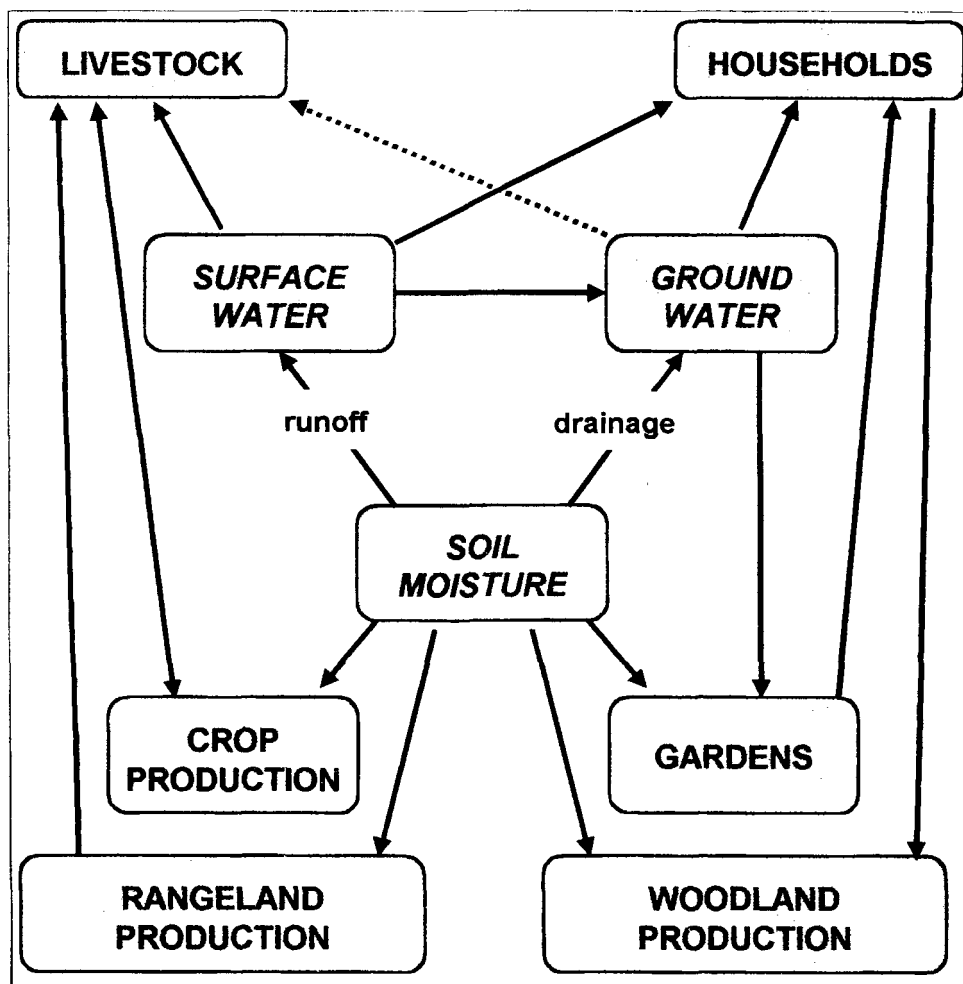 LIVESTOCK
HOUSEHOLDS
SURFACE
WATER
GROUND
WATER
runoff
drainage
SOIL
MOISTURE
CROP
PRODUCTION
GARDENS
RANGELAND
PRODUCTION
WOODLAND
PRODUCTION